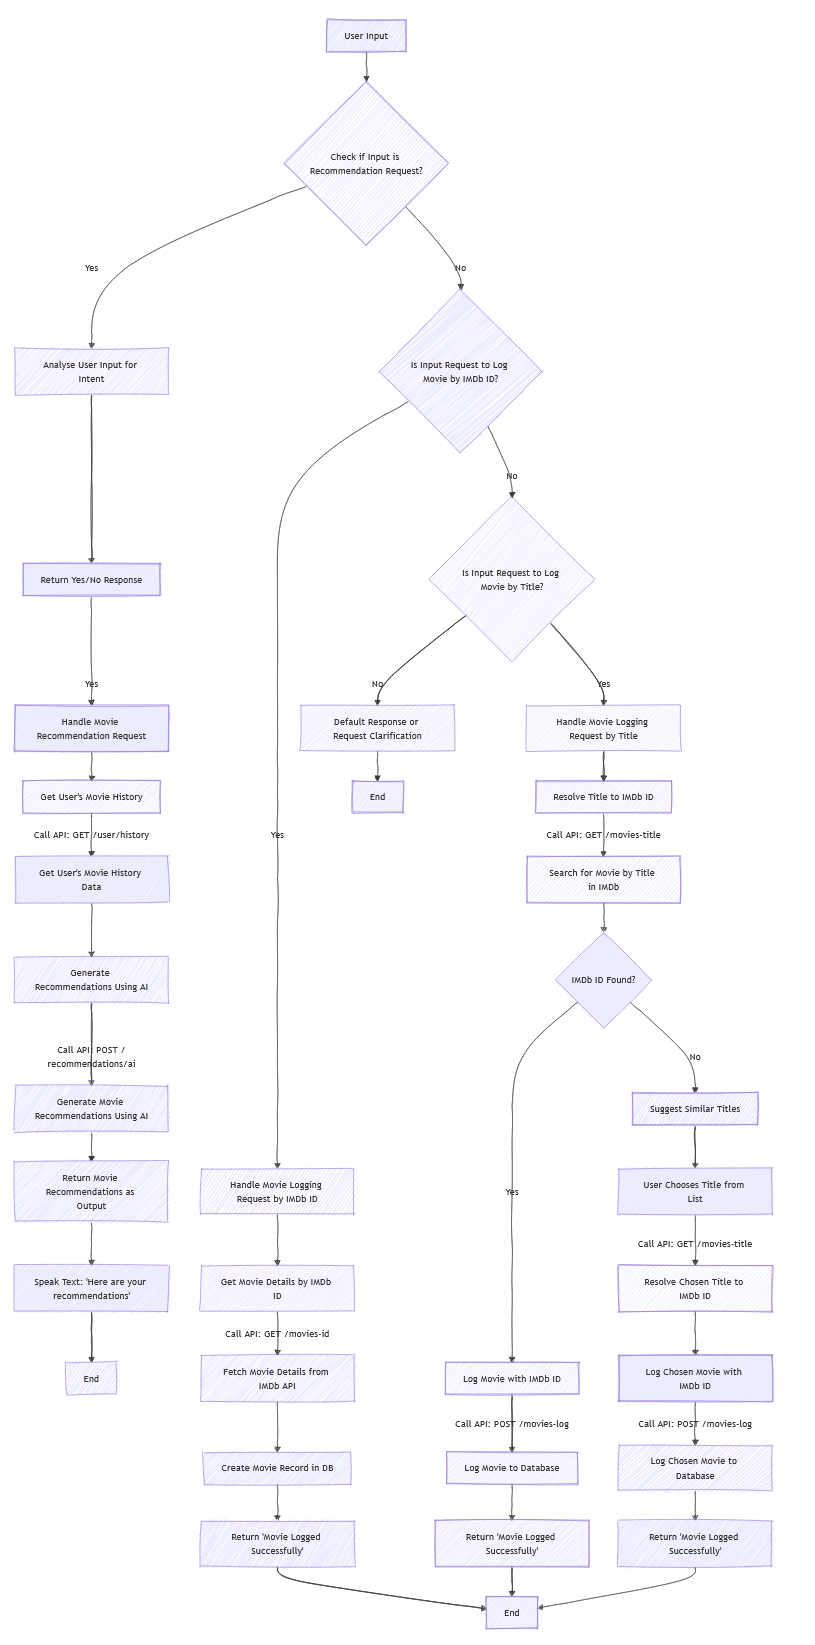 User Input
Check if Input is
Recommendation Request?
Yes
No
Analyse User Input for
Intent
Is Input Request to Log
Movie by IMDb ID?
No
Return Yes/No Response
Is Input Request to Log
Movie by Title?
Yes
No
Yes
Handle Movie
Recommendation Request
Default Response or
Request Clarification
Handle Movie Logging
Request by Title
Get User's Movie History
End
Resolve Title to IMDb ID
Call API: GET /user/history
Yes
Call API: GET /movies-title
Get User's Movie History
Data
Search for Movie by Title
in IMDb
Generate
Recommendations Using AI
IMDb ID Found?
Call API: POST /
recommendations/ai
No
Generate Movie
Recommendations Using AI
Suggest Similar Titles
Return Movie
Recommendations as
Output
Handle Movie Logging
Request by IMDb ID
Yes
User Chooses Title from
List
Call API: GET /movies-title
Speak Text: 'Here are your
recommendations'
Get Movie Details by IMDb
ID
Resolve Chosen Title to
IMDb ID
Call API: GET /movies-id
End
Fetch Movie Details from
IMDb API
Log Movie with IMDb ID
Log Chosen Movie with
IMDb ID
Call API: POST /movies-log
Call API: POST /movies-log
Create Movie Record in DB
Log Movie to Database
Log Chosen Movie to
Database
Return 'Movie Logged
Successfully'
Return 'Movie Logged
Successfully'
Return 'Movie Logged
Successfully'
End